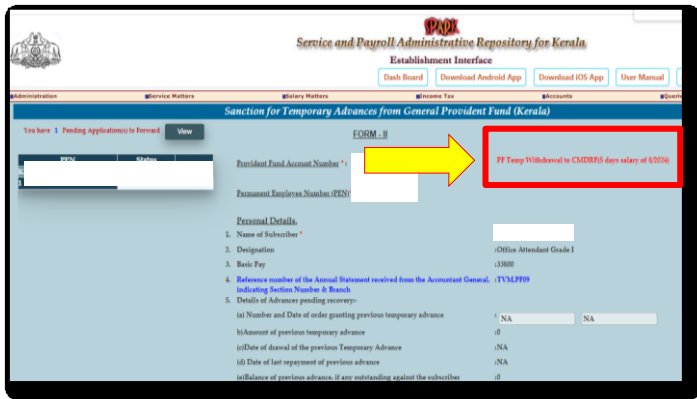 SPARK
Service and Payroll Administrative Repository for Kerala
Establishment Interface
Dash Board Download Android App Download iOS App User Manual
Administration Service Matters Salary Matters Income Tax Accounts Queries
Sanction for Temporary Advances from General Provident Fund (Kerala)
You have 1 Pending Application(s) to Forward View
FORM - II
PEN Status
Provident Fund Account Number * :
PF Temp Withdrawal to CMDRF(5 days salary of 8/2024)
Permanent Employee Number (PEN)*
Personal Details.
1. Name of Subscriber *
2. Designation :Office Attendant Grade I
3. Basic Pay :33800
4. Reference number of the Annual Statement received from the Accountant General, indicating Section Number & Branch :TVM,PF09
5. Details of Advances pending recovery:-
(a) Number and Date of order granting previous temporary advance : NA NA
b)Amount of previous temporary advance :0
(c)Date of drawal of the previous Temporary Advance :NA
(d) Date of last repayment of previous advance :NA
(e)Balance of previous advance, if any outstanding against the subscriber :0